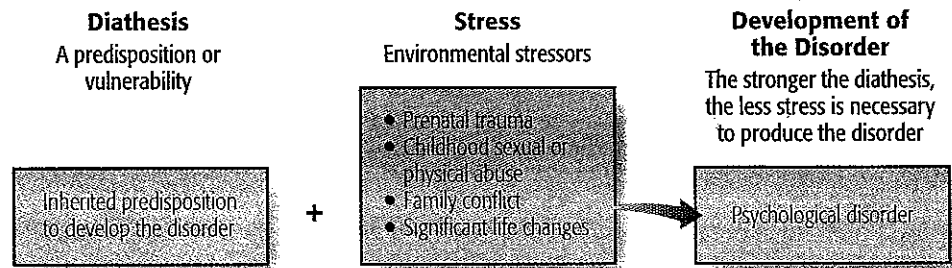 Diathesis
A predisposition or
vulnerability
Inherited predisposition
to develop the disorder
+
Stress
Environmental stressors
• Prenatal trauma
• Childhood sexual or
physical abuse
• Family conflict
• Significant life changes
Development of
the Disorder
The stronger the diathesis,
the less stress is necessary
to produce the disorder
Psychological disorder